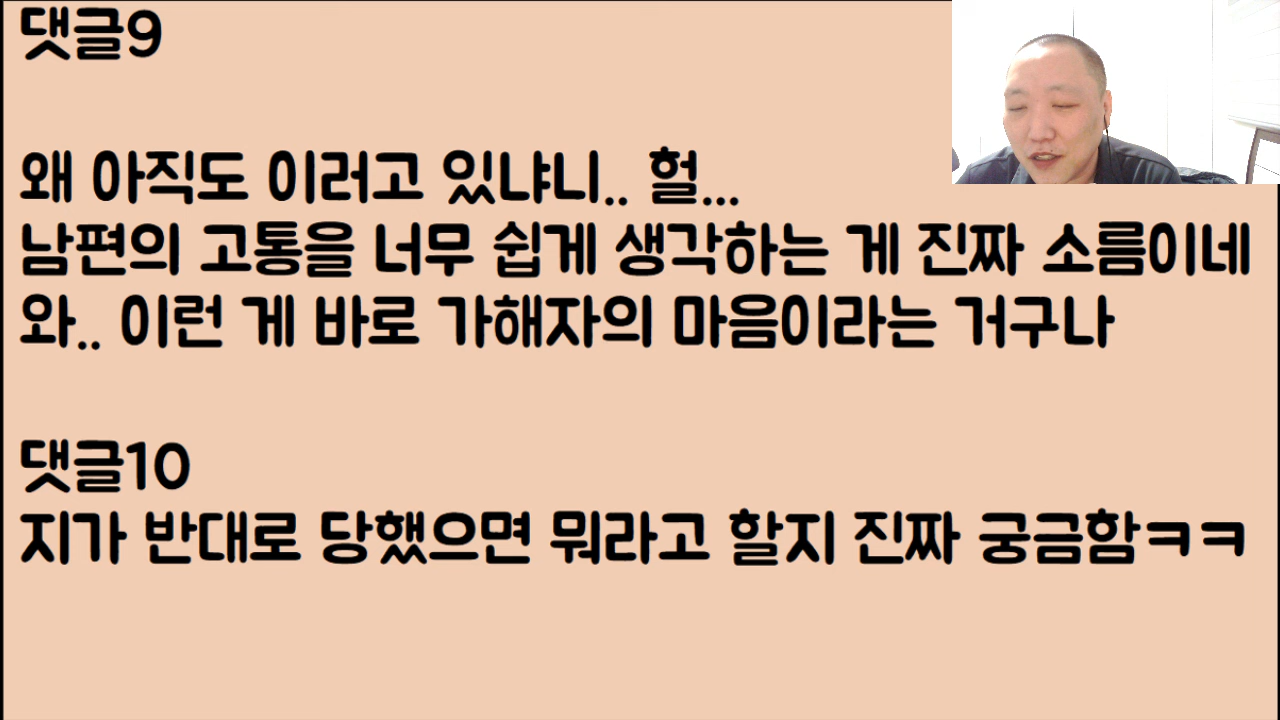 댓글9
왜 아직도 이러고 있냐니.. 헐...
남편의 고통을 너무 쉽게 생각하는 게 진짜 소름이네
와.. 이런 게 바로 가해자의 마음이라는 거구나
댓글10
지가 반대로 당했으면 뭐라고 할지 진짜 궁금함ㅋㅋ